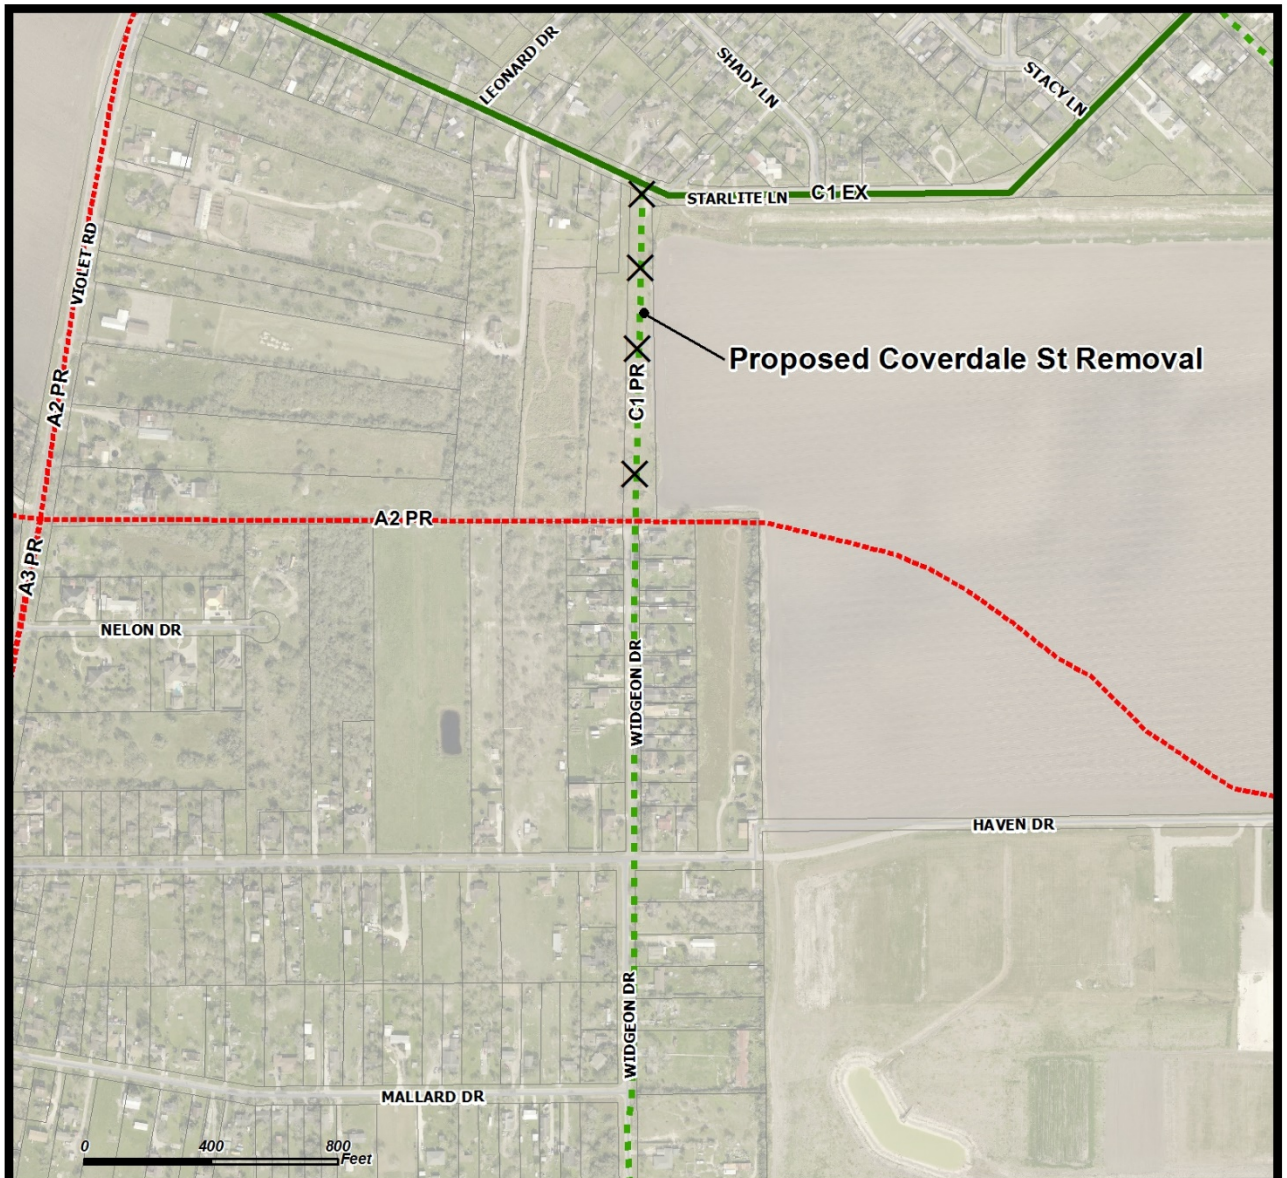 LEONARD DR
SHADY LN
STACY LN
STARLITE LN
C1 EX
VIOLET RD
Proposed Coverdale St Removal
A2 PR
C1 PR
A2 PR
A3 PR
NELON DR
WIDGEON DR
HAVEN DR
WIDGEON DR
MALLARD DR
0 400 800
Feet